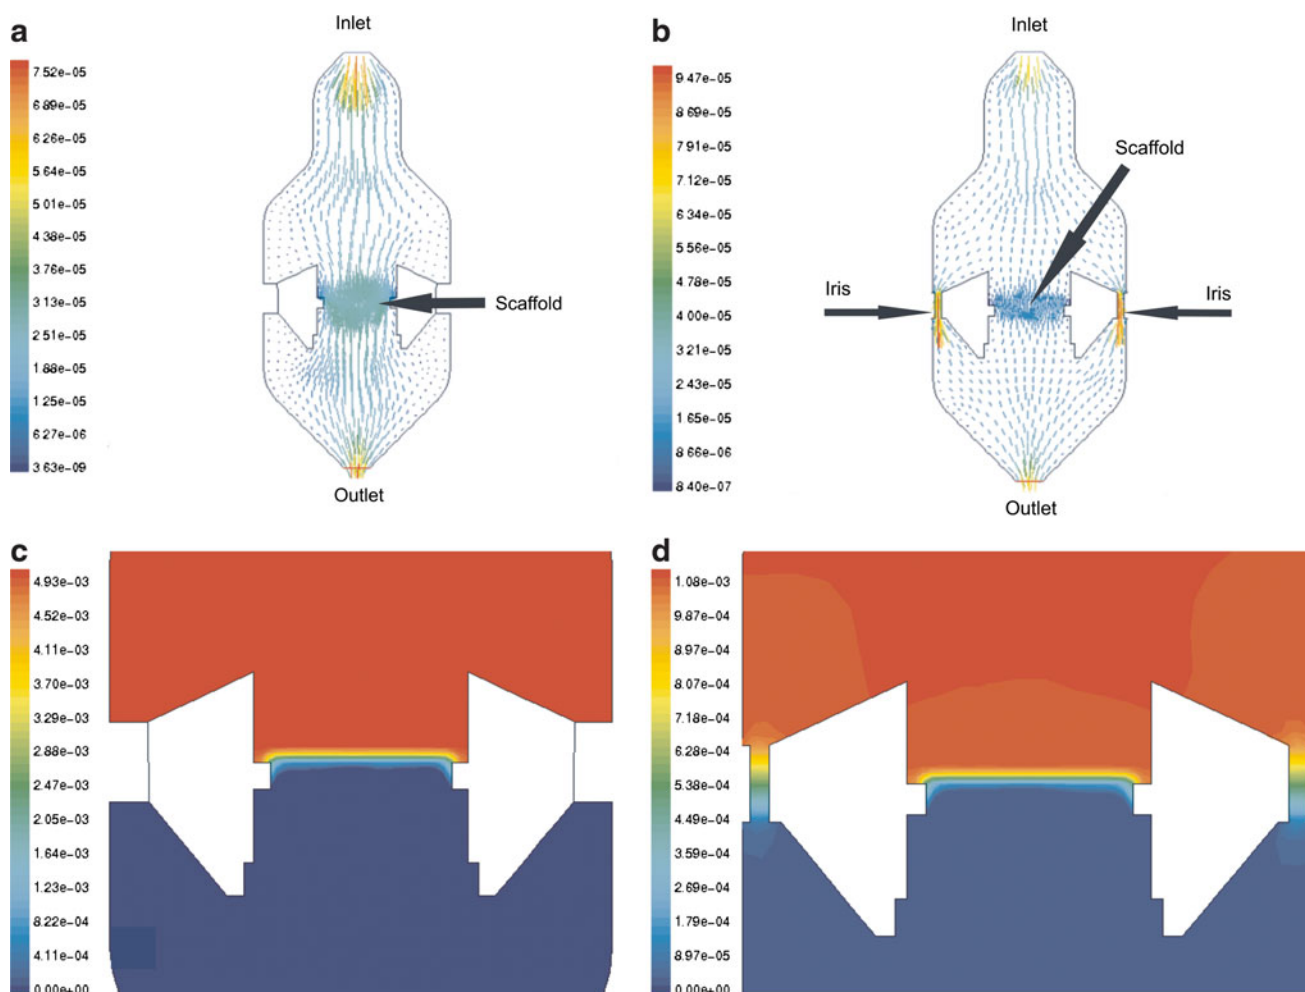 a
Inlet
7 52e-05
6 89e-05
6 26e-05
5 64e-05
5 01e-05
4 38e-05
3 76e-05
3 13e-05
2 51e-05
1 88e-05
1 25e-05
6 27e-06
3 63e-09
Scaffold
Outlet
b
Inlet
9 47e-05
8 69e-05
7 91e-05
7 12e-05
6 34e-05
5 56e-05
4 78e-05
4 00e-05
3 21e-05
2 43e-05
1 65e-05
8 66e-06
8 40e-07
Scaffold
Iris
Iris
Outlet
c
4.93e-03
4.52e-03
4.11e-03
3.70e-03
3.29e-03
2.88e-03
2.47e-03
2.05e-03
1.64e-03
1.23e-03
8.22e-04
4.11e-04
0.00e+00
d
1.08e-03
9.87e-04
8.97e-04
8.07e-04
7.18e-04
6.28e-04
5.38e-04
4.49e-04
3.59e-04
2.69e-04
1.79e-04
8.97e-05
0.00e+00